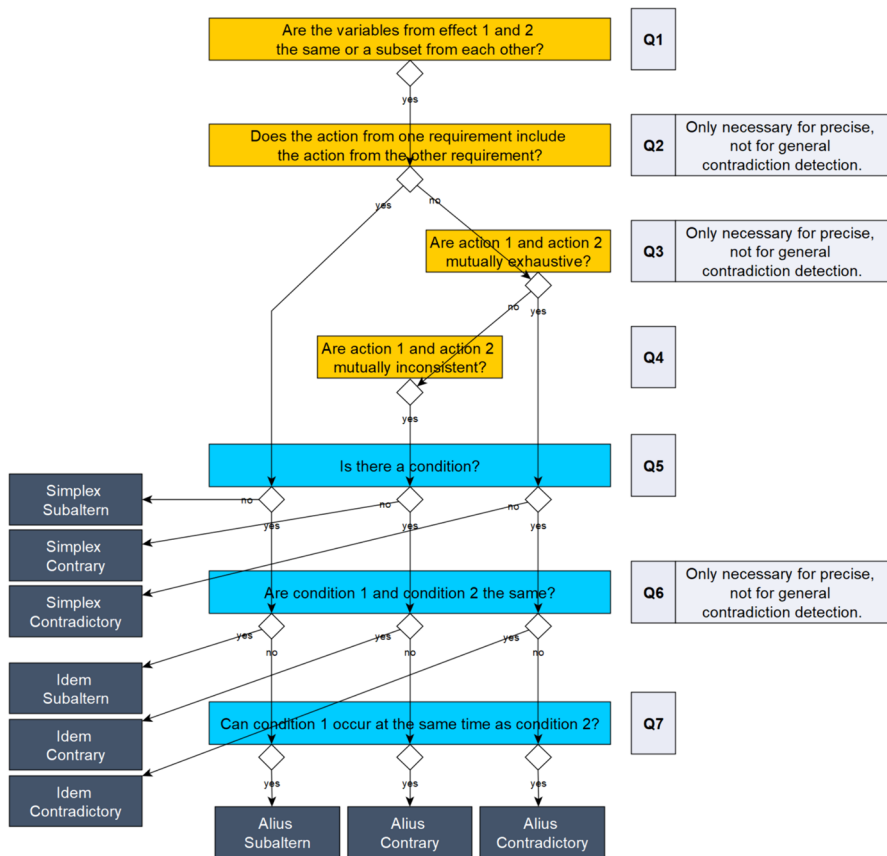 Are the variables from effect 1 and 2
the same or a subset from each other?
Q1
yes
Does the action from one requirement include
the action from the other requirement?
Q2
Only necessary for precise,
not for general
contradiction detection.
yes
no
Are action 1 and action 2
mutually exhaustive?
Q3
Only necessary for precise,
not for general
contradiction detection.
no
yes
Are action 1 and action 2
mutually inconsistent?
Q4
yes
Is there a condition?
Q5
Simplex
Subaltern
no
no
no
yes
yes
yes
Simplex
Contrary
Simplex
Contradictory
Are condition 1 and condition 2 the same?
Q6
Only necessary for precise,
not for general
contradiction detection.
yes
yes
yes
no
no
no
Idem
Subaltern
Idem
Contrary
Idem
Contradictory
Can condition 1 occur at the same time as condition 2?
Q7
yes
yes
yes
Alius
Subaltern
Alius
Contrary
Alius
Contradictory